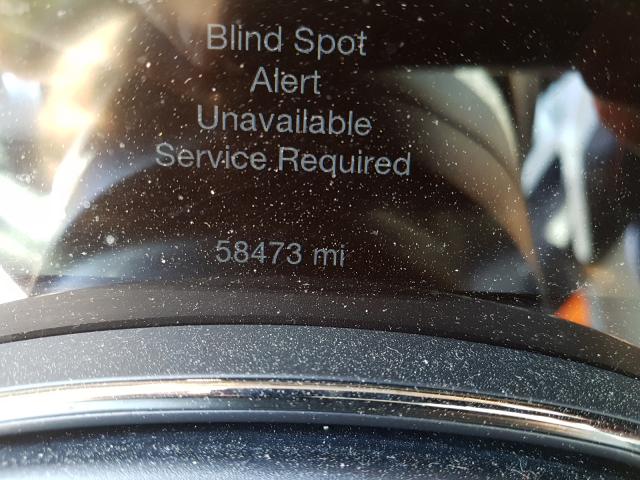 Blind Spot
Alert
Unavailable
Service Required
58473 mi